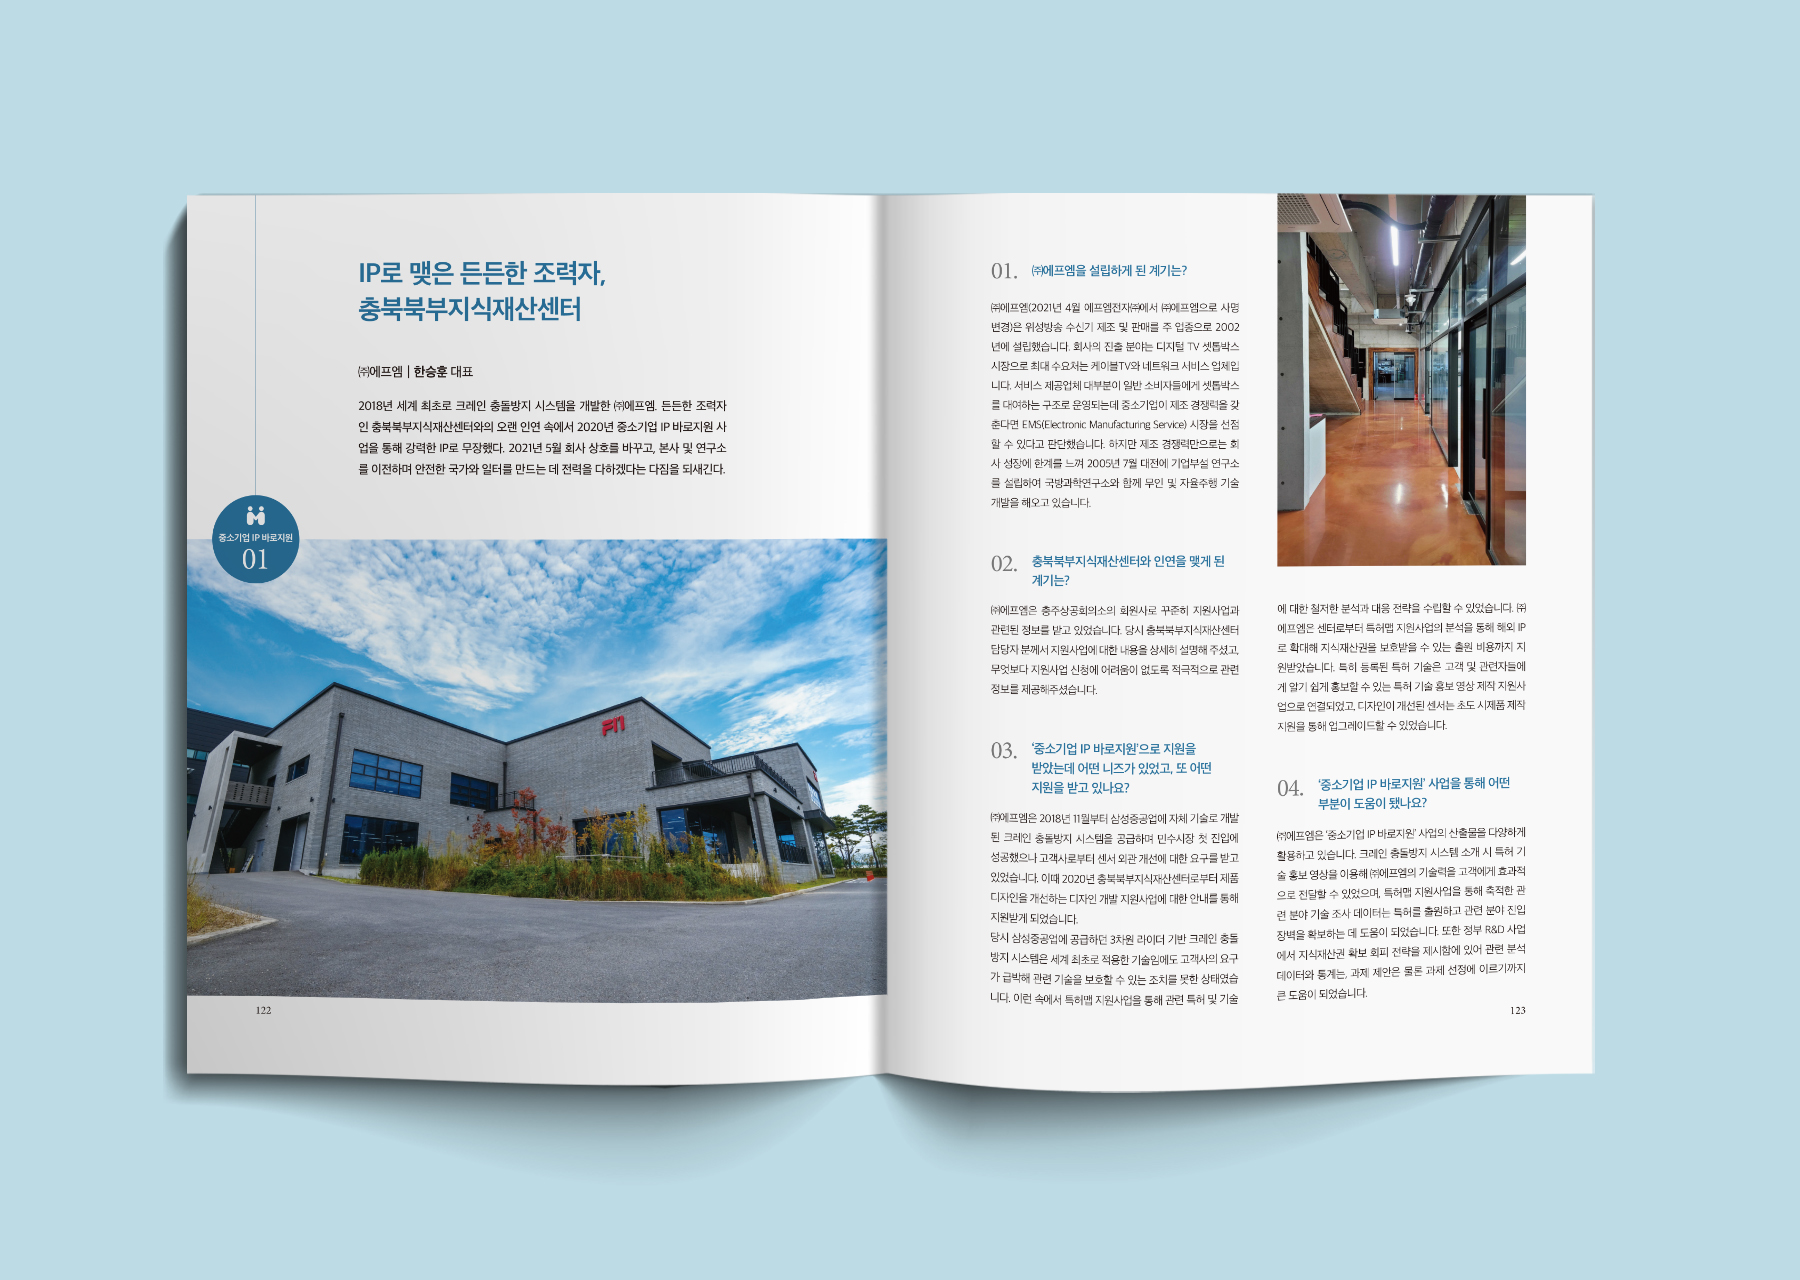 IP로 맺은 든든한 조력자,
충북북부지식재산센터
㈜에프엠 | 한승훈 대표
2018년 세계 최초로 크레인 충돌방지 시스템을 개발한 ㈜에프엠. 든든한 조력자
인 충북북부지식재산센터와의 오랜 인연 속에서 2020년 중소기업 IP 바로지원 사
업을 통해 강력한 IP로 무장했다. 2021년 5월 회사 상호를 바꾸고, 본사 및 연구소
를 이전하며 안전한 국가와 일터를 만드는 데 전력을 다하겠다는 다짐을 되새긴다.
중소기업 IP 바로지원
01
FM
122
01. ㈜에프엠을 설립하게 된 계기는?
㈜에프엠(2021년 4월 에프엠전자㈜에서 ㈜에프엠으로 사명
변경)은 위성방송 수신기 제조 및 판매를 주 업종으로 2002
년에 설립했습니다. 회사의 진출 분야는 디지털 TV 셋톱박스
시장으로 최대 수요처는 케이블TV와 네트워크 서비스 업체입
니다. 서비스 제공업체 대부분이 일반 소비자들에게 셋톱박스
를 대여하는 구조로 운영되는데 중소기업이 제조 경쟁력을 갖
춘다면 EMS(Electronic Manufacturing Service) 시장을 선점
할 수 있다고 판단했습니다. 하지만 제조 경쟁력만으로는 회
사 성장에 한계를 느껴 2005년 7월 대전에 기업부설 연구소
를 설립하여 국방과학연구소와 함께 무인 및 자율주행 기술
개발을 해오고 있습니다.
02. 충북북부지식재산센터와 인연을 맺게 된
계기는?
㈜에프엠은 충주상공회의소의 회원사로 꾸준히 지원사업과
관련된 정보를 받고 있었습니다. 당시 충북북부지식재산센터
담당자 분께서 지원사업에 대한 내용을 상세히 설명해 주셨고,
무엇보다 지원사업 신청에 어려움이 없도록 적극적으로 관련
정보를 제공해주셨습니다.
03. ‘중소기업 IP 바로지원’으로 지원을
받았는데 어떤 니즈가 있었고, 또 어떤
지원을 받고 있나요?
㈜에프엠은 2018년 11월부터 삼성중공업에 자체 기술로 개발
된 크레인 충돌방지 시스템을 공급하며 민수시장 첫 진입에
성공했으나 고객사로부터 센서 외관 개선에 대한 요구를 받고
있었습니다. 이때 2020년 충북북부지식재산센터로부터 제품
디자인을 개선하는 디자인 개발 지원사업에 대한 안내를 통해
지원받게 되었습니다.
당시 삼성중공업에 공급하던 3차원 라이더 기반 크레인 충돌
방지 시스템은 세계 최초로 적용한 기술임에도 고객사의 요구
가 급박해 관련 기술을 보호할 수 있는 조치를 못한 상태였습
니다. 이런 속에서 특허맵 지원사업을 통해 관련 특허 및 기술
에 대한 철저한 분석과 대응 전략을 수립할 수 있었습니다. ㈜
에프엠은 센터로부터 특허맵 지원사업의 분석을 통해 해외 IP
로 확대해 지식재산권을 보호받을 수 있는 출원 비용까지 지
원받았습니다. 특히 등록된 특허 기술은 고객 및 관련자들에
게 알기 쉽게 홍보할 수 있는 특허 기술 홍보 영상 제작 지원사
업으로 연결되었고, 디자인이 개선된 센서는 초도 시제품 제작
지원을 통해 업그레이드할 수 있었습니다.
04. ‘중소기업 IP 바로지원’ 사업을 통해 어떤
부분이 도움이 됐나요?
㈜에프엠은 ‘중소기업 IP 바로지원’ 사업의 산출물을 다양하게
활용하고 있습니다. 크레인 충돌방지 시스템 소개 시 특허 기
술 홍보 영상을 이용해 ㈜에프엠의 기술력을 고객에게 효과적
으로 전달할 수 있었으며, 특허맵 지원사업을 통해 축적한 관
련 분야 기술 조사 데이터는 특허를 출원하고 관련 분야 진입
장벽을 확보하는 데 도움이 되었습니다. 또한 정부 R&D 사업
에서 지식재산권 확보 회피 전략을 제시함에 있어 관련 분석
데이터와 통계는, 과제 제안은 물론 과제 선정에 이르기까지
큰 도움이 되었습니다.
123